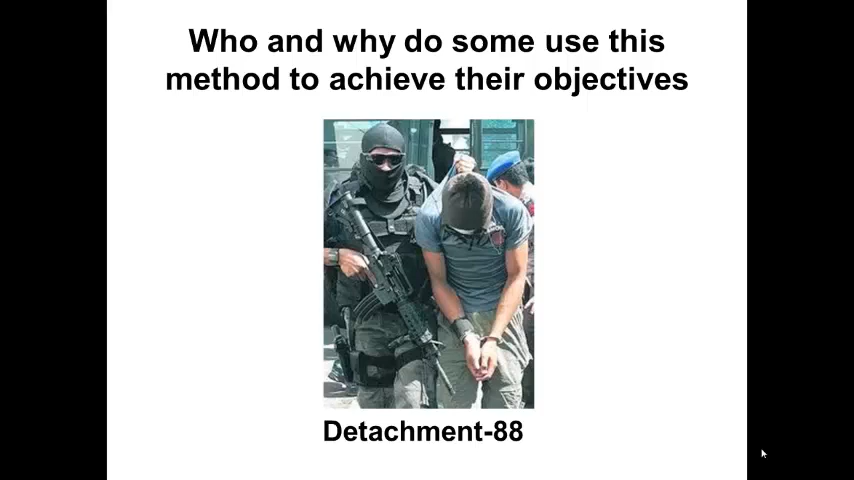 Who and why do some use this
method to achieve their objectives
Detachment-88